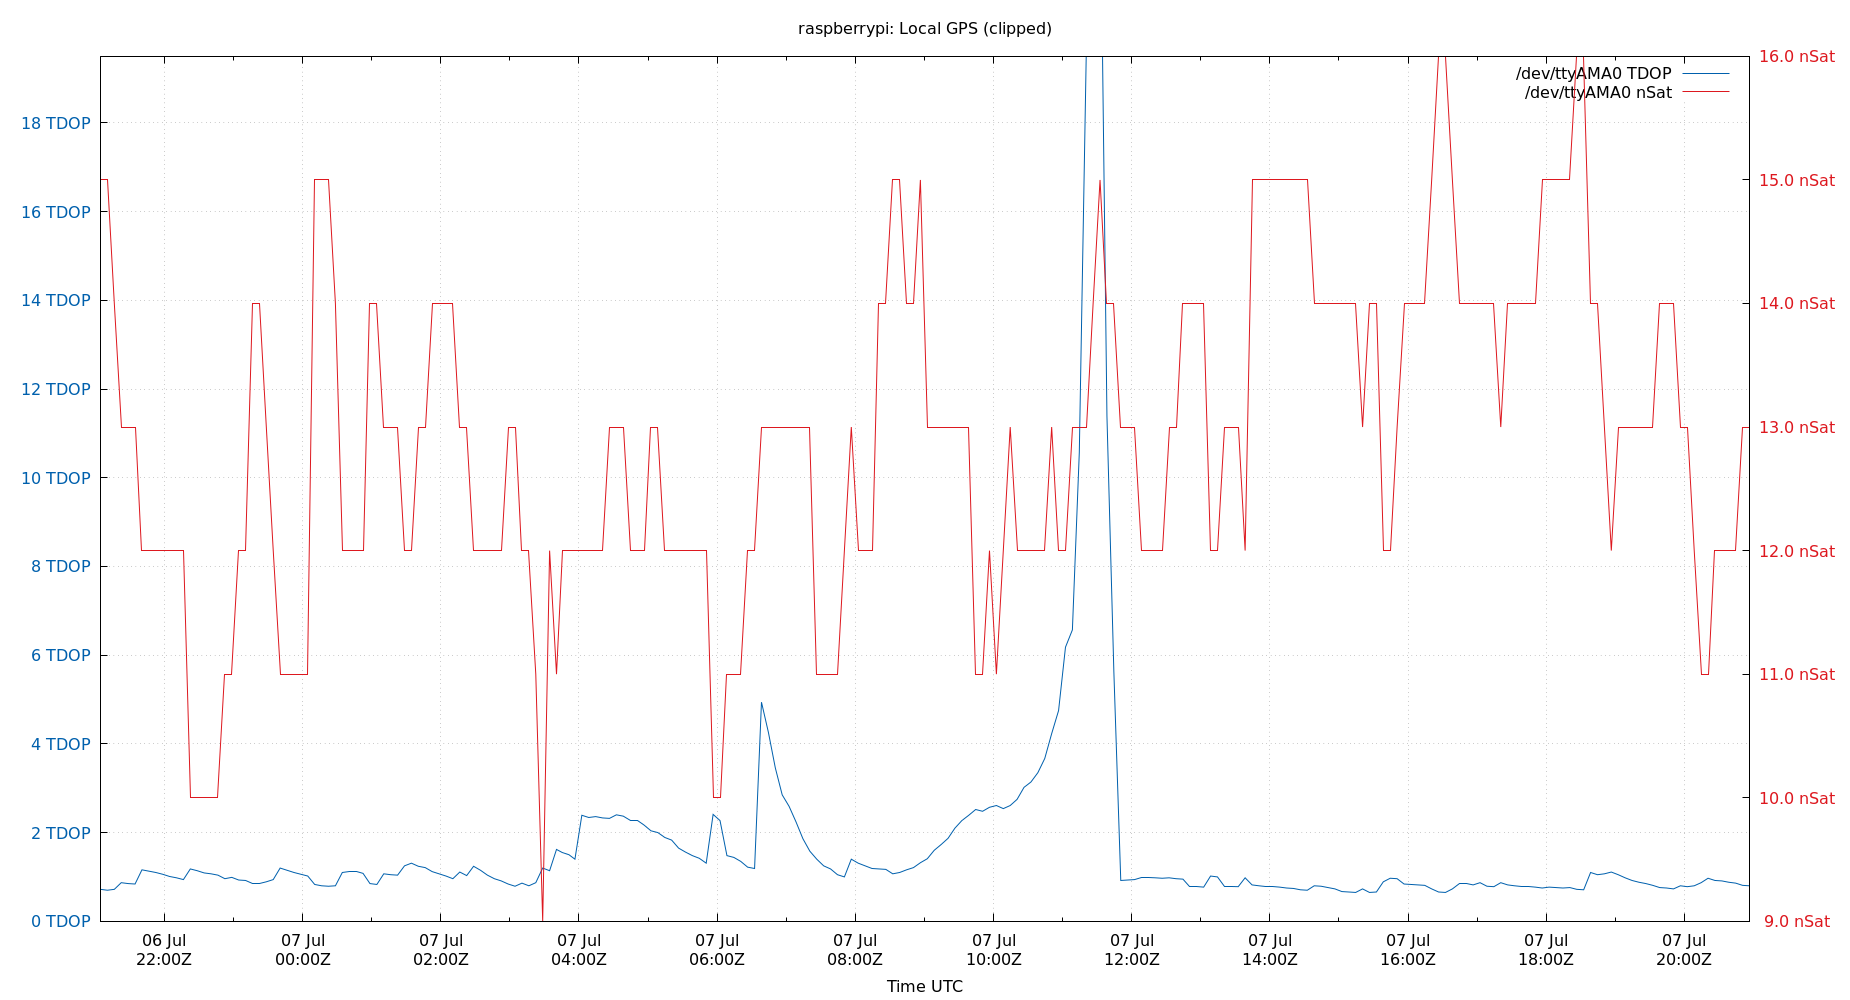 raspberrypi: Local GPS (clipped)
16.0 nSat
/dev/ttyAMA0 TDOP
/dev/ttyAMA0 nSat
18 TDOP
15.0 nSat
16 TDOP
14 TDOP
14.0 nSat
12 TDOP
13.0 nSat
10 TDOP
12.0 nSat
8 TDOP
6 TDOP
11.0 nSat
4 TDOP
10.0 nSat
2 TDOP
0 TDOP
9.0 nSat
06 Jul 07 Jul 07 Jul 07 Jul 07 Jul 07 Jul 07 Jul 07 Jul 07 Jul 07 Jul 07 Jul 07 Jul
22:00Z 00:00Z 02:00Z 04:00Z 06:00Z 08:00Z 10:00Z 12:00Z 14:00Z 16:00Z 18:00Z 20:00Z
Time UTC